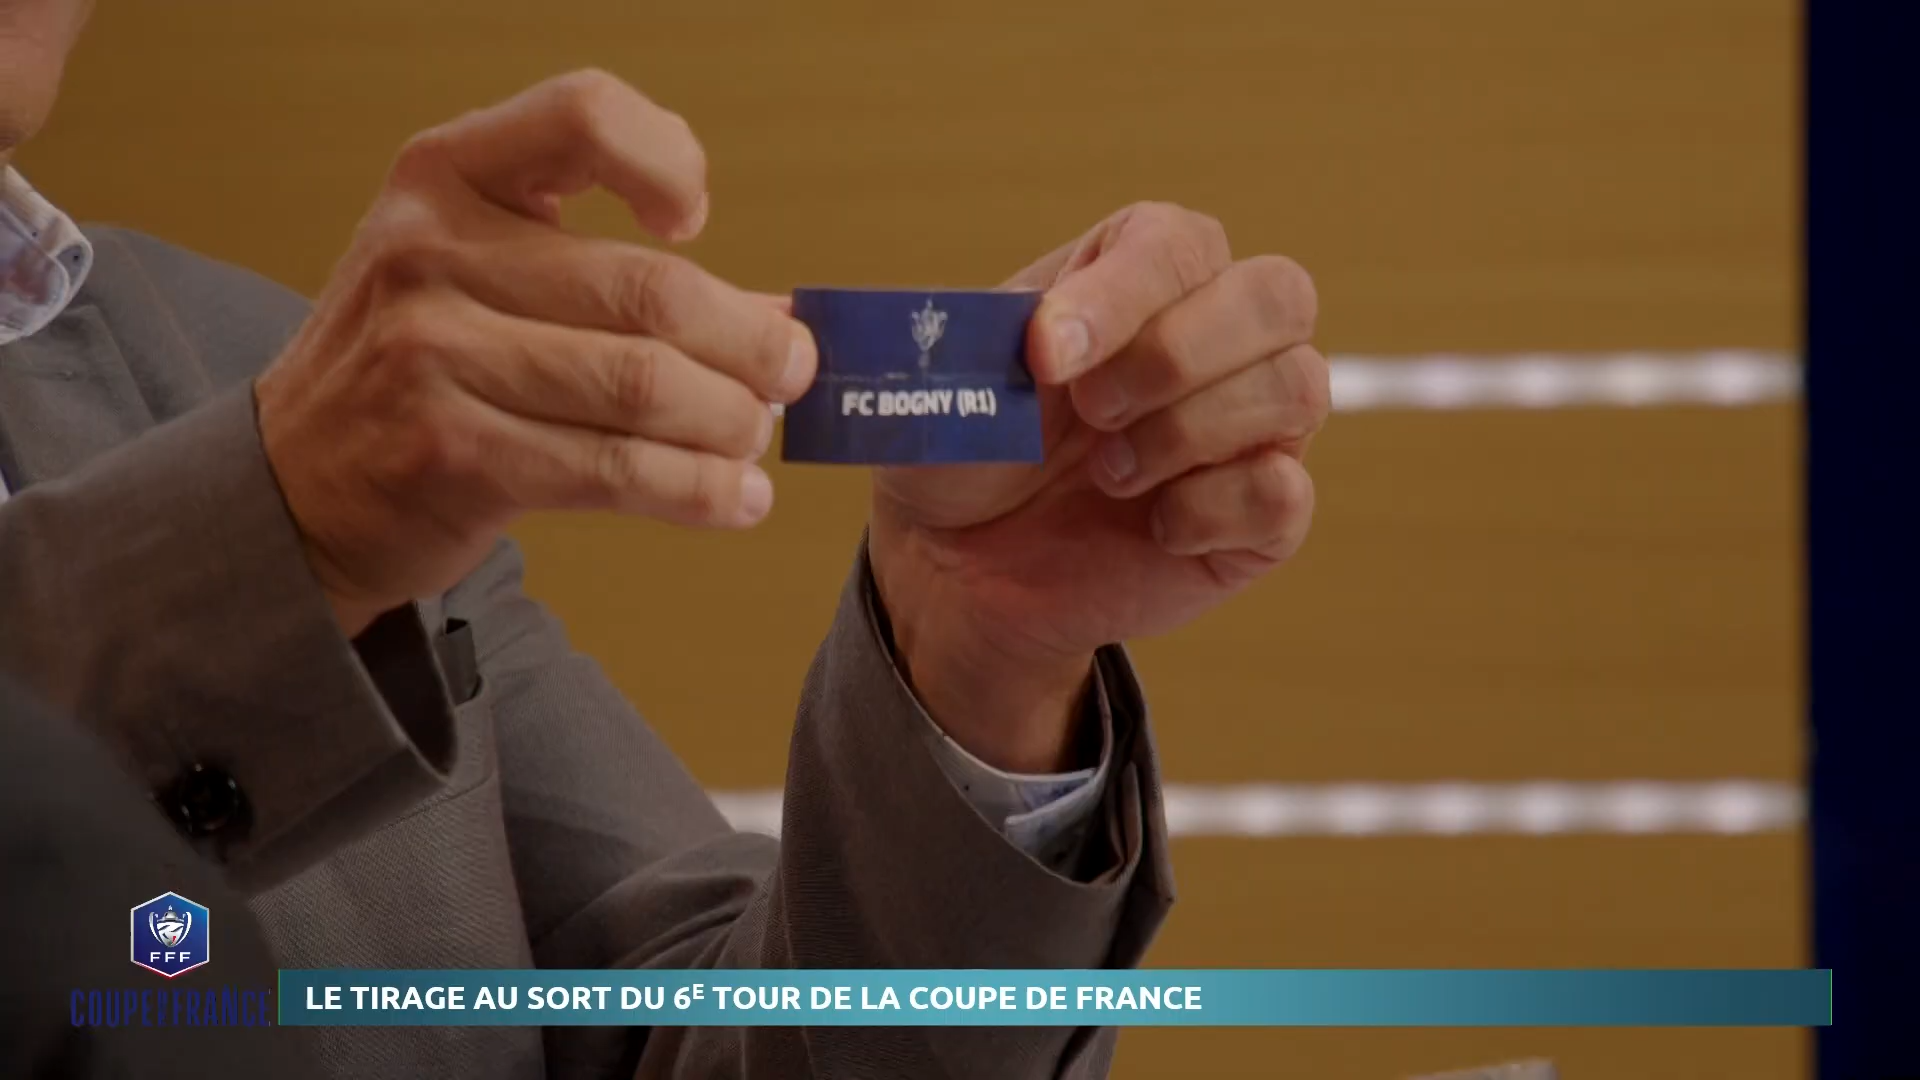 FC BOGNY (R1)
FFF
COUPE DE FRANCE
LE TIRAGE AU SORT DU 6E TOUR DE LA COUPE DE FRANCE